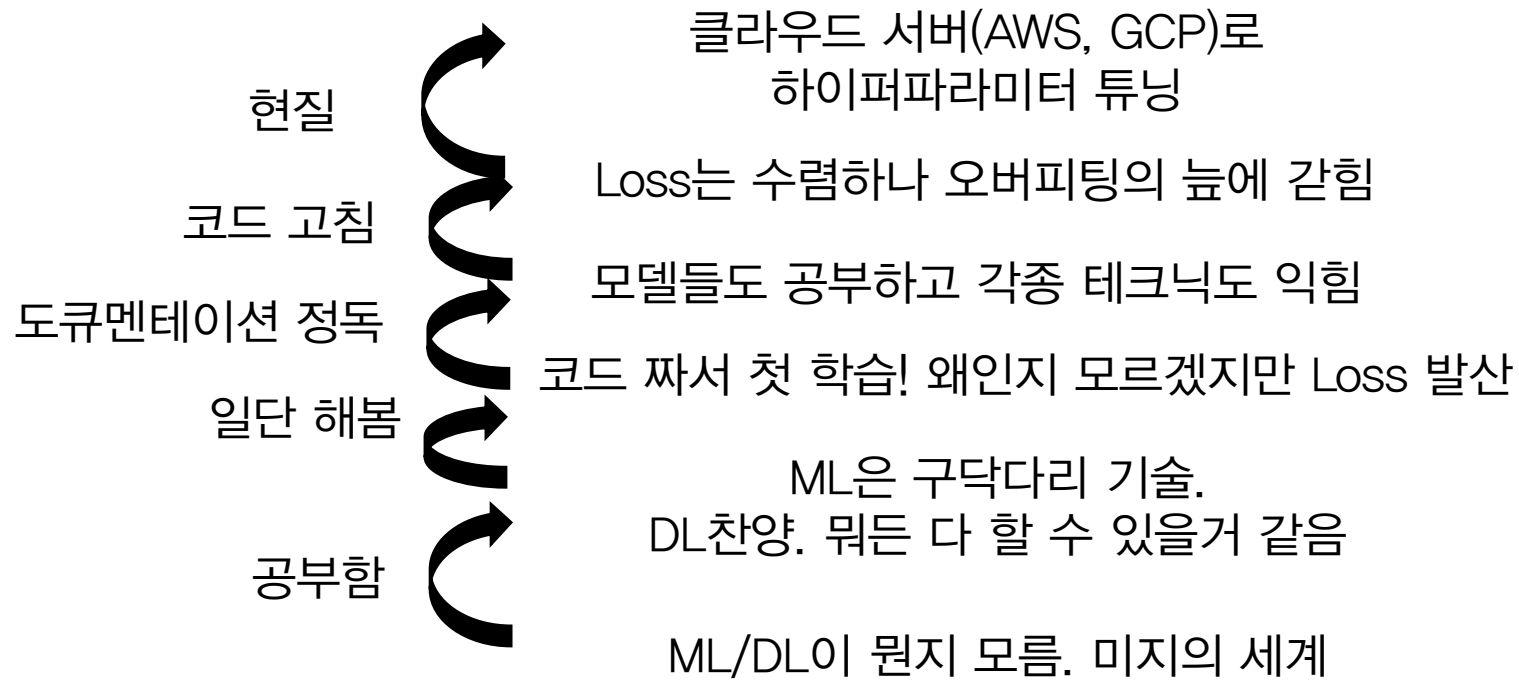 클라우드 서버(AWS, GCP)로
하이퍼파라미터 튜닝
현질
Loss는 수렴하나 오버피팅의 늪에 갇힘
코드 고침
모델들도 공부하고 각종 테크닉도 익힘
도큐멘테이션 정독
코드 짜서 첫 학습! 왜인지 모르겠지만 Loss 발산
일단 해봄
ML은 구닥다리 기술.
DL찬양. 뭐든 다 할 수 있을거 같음
공부함
ML/DL이 뭔지 모름. 미지의 세계